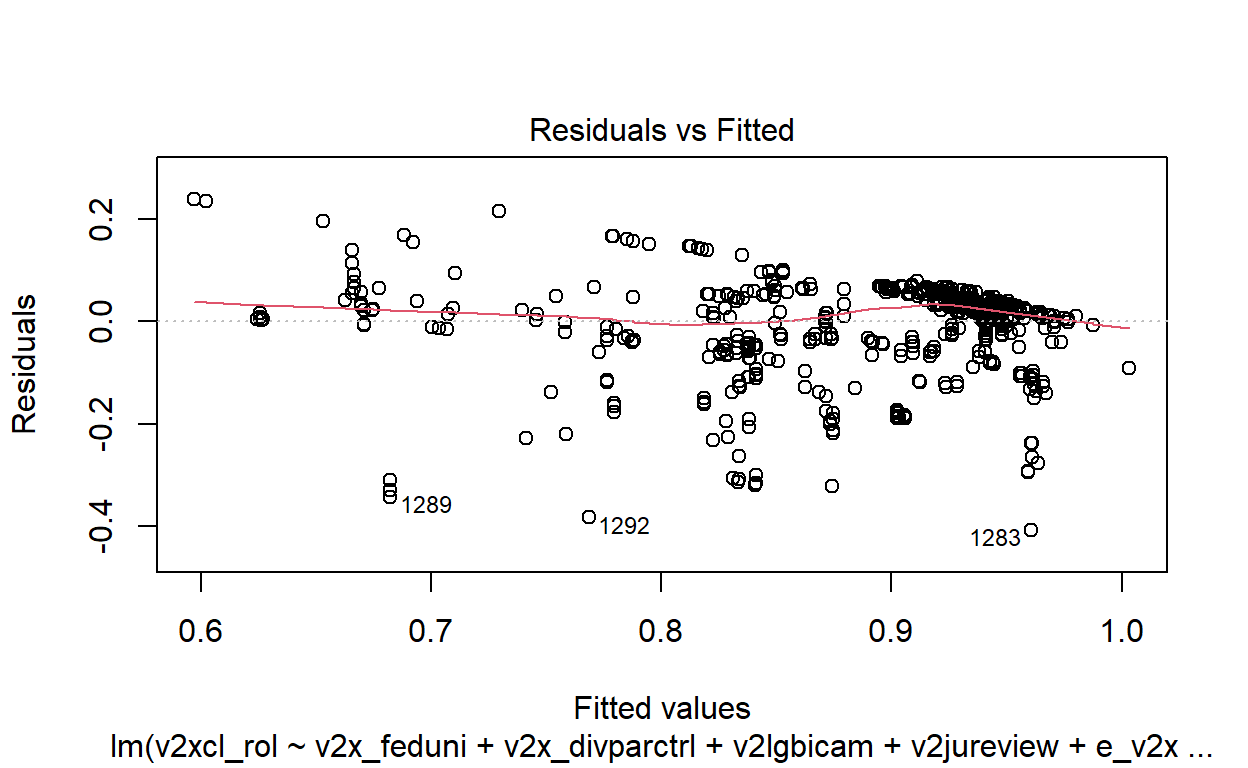 Residuals vs Fitted
Residuals
0.2
0.0
-0.2
-0.4
1289
1292
1283
0.6 0.7 0.8 0.9 1.0
Fitted values
lm(v2xcl_rol ~ v2x_feduni + v2x_divparctrl + v2lgbicam + v2jureview + e_v2x ...